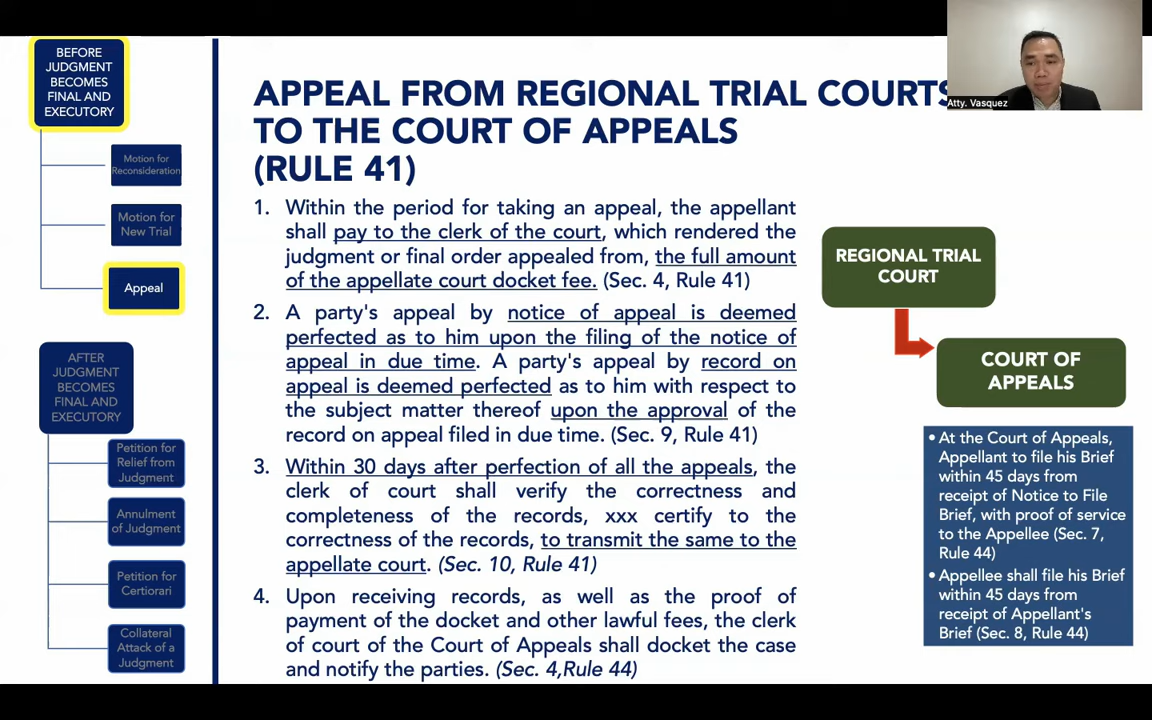 BEFORE
JUDGMENT
BECOMES
FINAL AND
EXECUTORY
Motion for
Reconsideration
Motion for
New Trial
Appeal
AFTER
JUDGMENT
BECOMES
FINAL AND
EXECUTORY
Petition for
Relief from
Judgment
Annulment
of Judgment
Petition for
Certiorari
Collateral
Attack of a
Judgment
APPEAL FROM REGIONAL TRIAL COURTS
TO THE COURT OF APPEALS
(RULE 41)
1. Within the period for taking an appeal, the appellant
shall pay to the clerk of the court, which rendered the
judgment or final order appealed from, the full amount
of the appellate court docket fee. (Sec. 4, Rule 41)
2. A party's appeal by notice of appeal is deemed
perfected as to him upon the filing of the notice of
appeal in due time. A party's appeal by record on
appeal is deemed perfected as to him with respect to
the subject matter thereof upon the approval of the
record on appeal filed in due time. (Sec. 9, Rule 41)
3. Within 30 days after perfection of all the appeals, the
clerk of court shall verify the correctness and
completeness of the records, xxx certify to the
correctness of the records, to transmit the same to the
appellate court. (Sec. 10, Rule 41)
4. Upon receiving records, as well as the proof of
payment of the docket and other lawful fees, the clerk
of court of the Court of Appeals shall docket the case
and notify the parties. (Sec. 4,Rule 44)
Atty. Vasquez
REGIONAL TRIAL
COURT
COURT OF
APPEALS
• At the Court of Appeals,
Appellant to file his Brief
within 45 days from
receipt of Notice to File
Brief, with proof of service
to the Appellee (Sec. 7,
Rule 44)
• Appellee shall file his Brief
within 45 days from
receipt of Appellant's
Brief (Sec. 8, Rule 44)